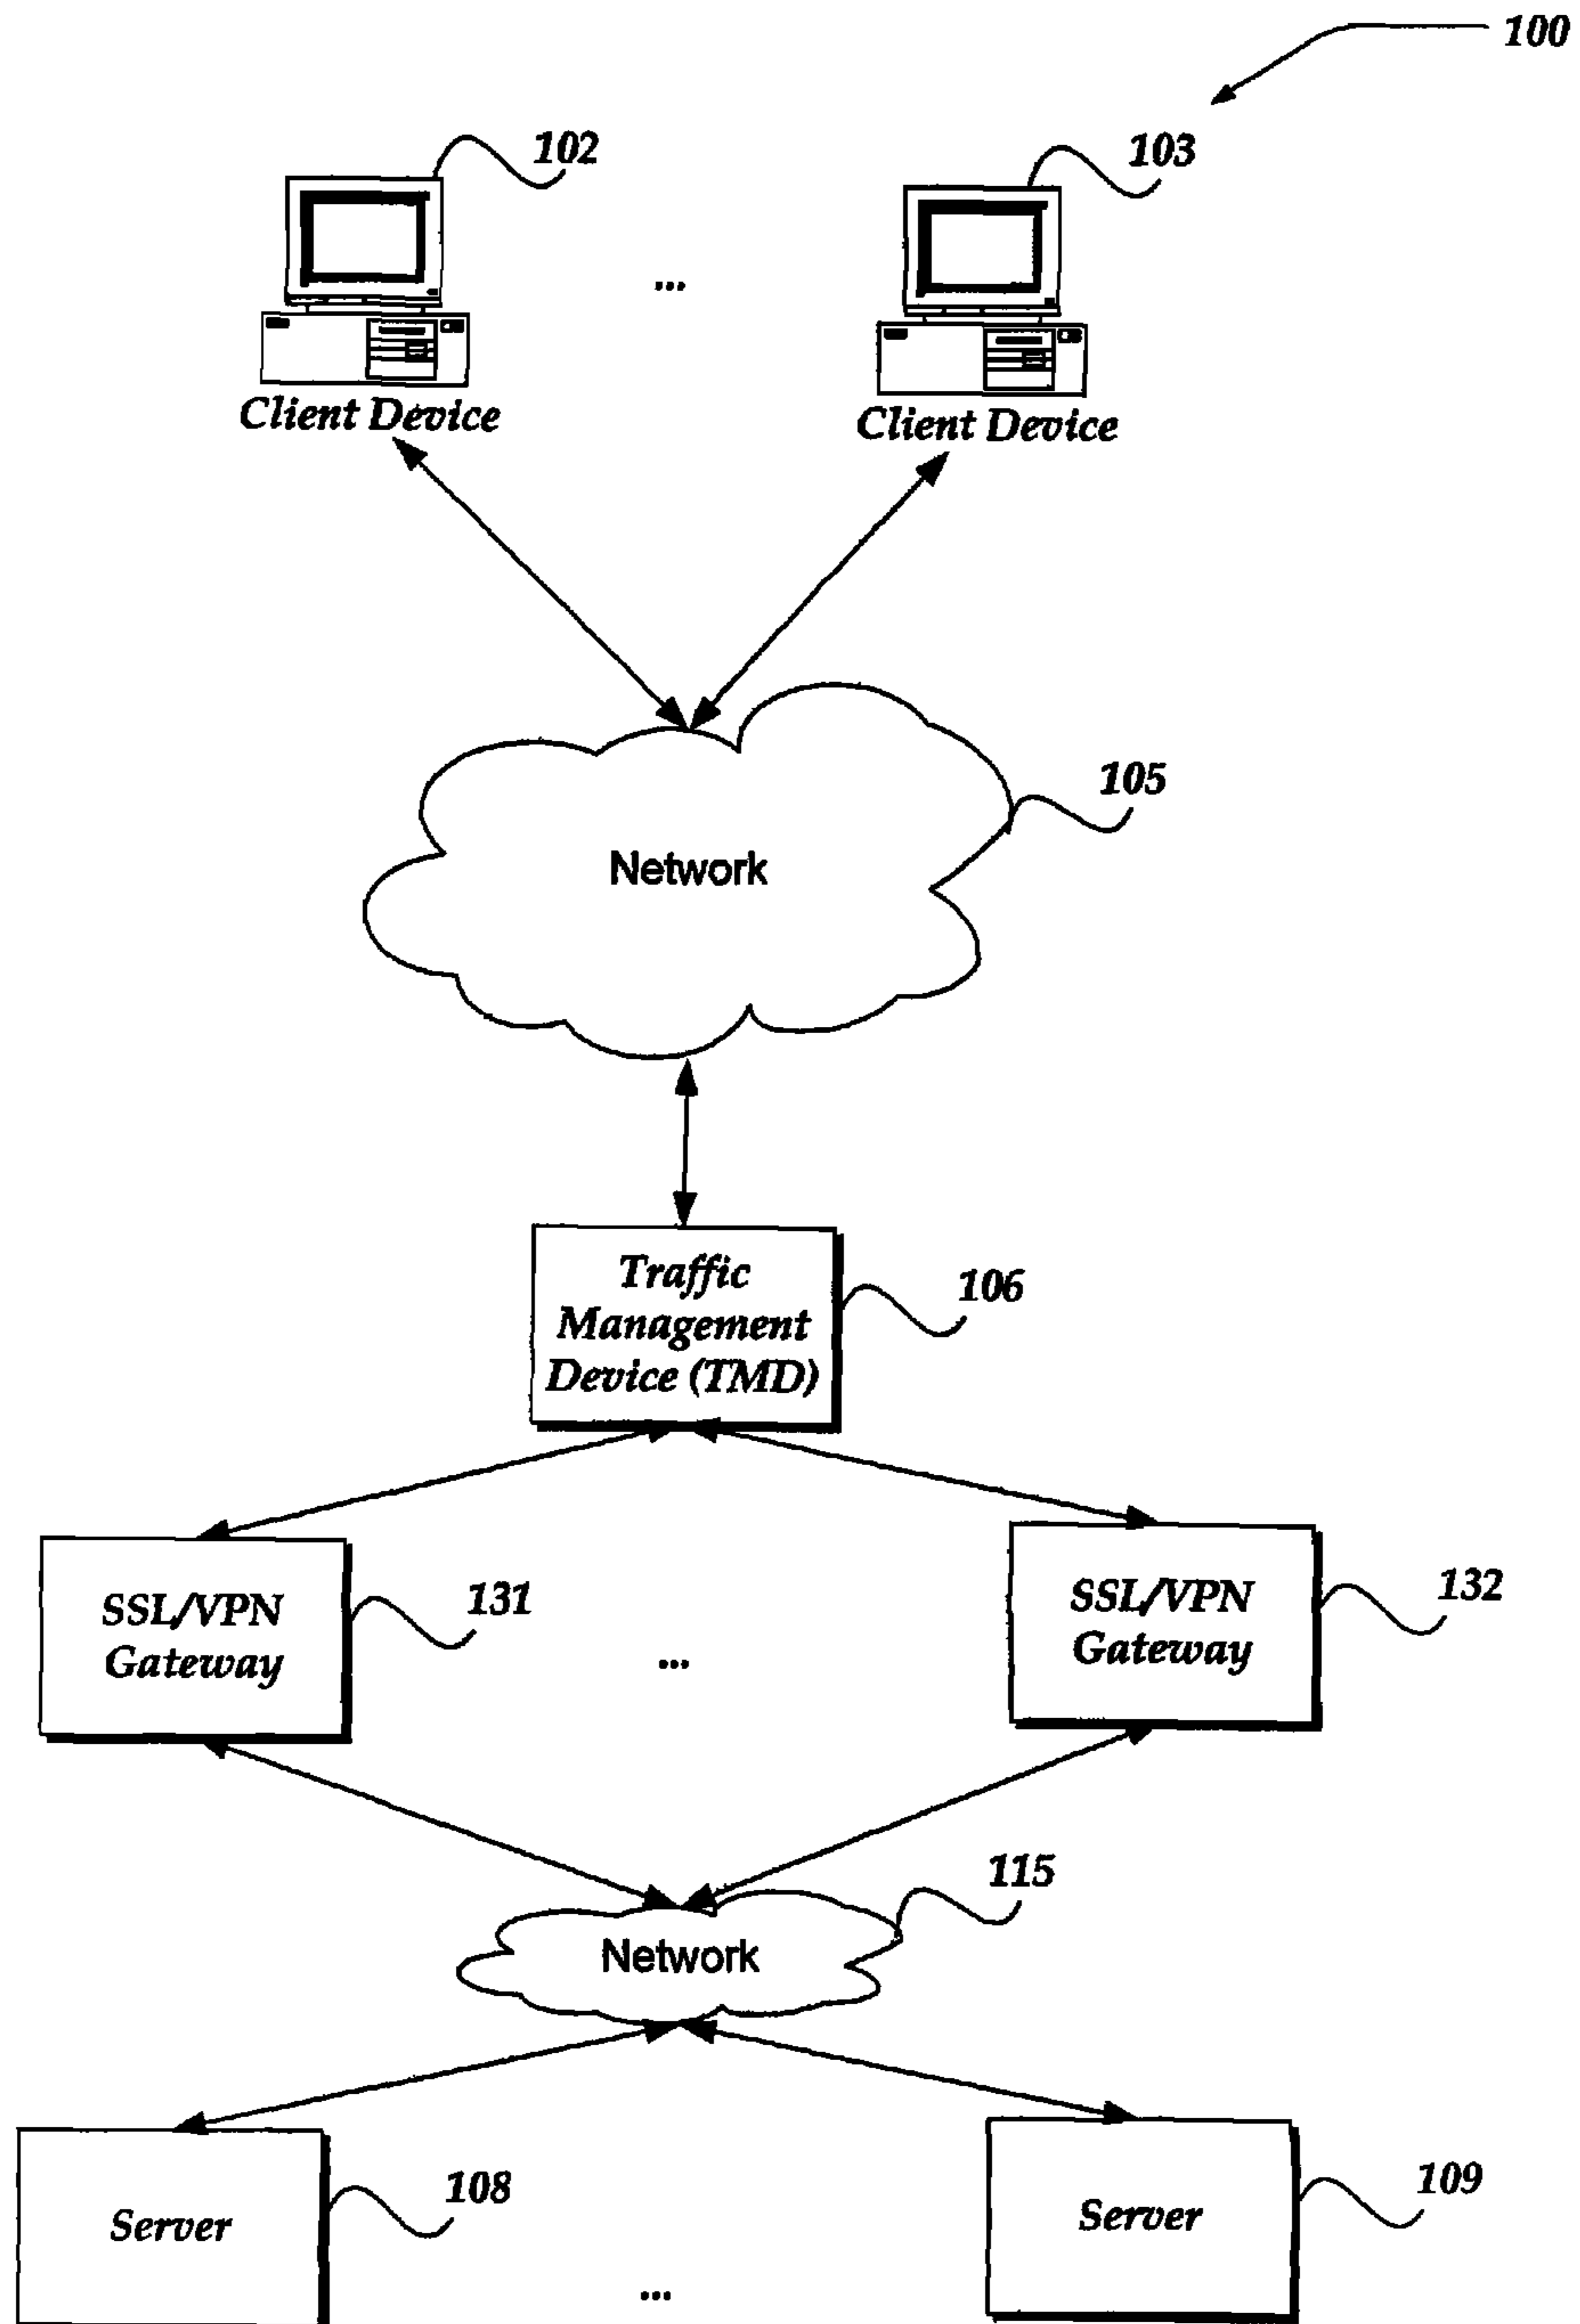 100
102
103
...
Client Device
Client Device
105
Network
Traffic
Management
Device (TMD)
106
SSL/VPN
Gateway
131
...
SSL/VPN
Gateway
132
115
Network
Server
108
...
Server
109